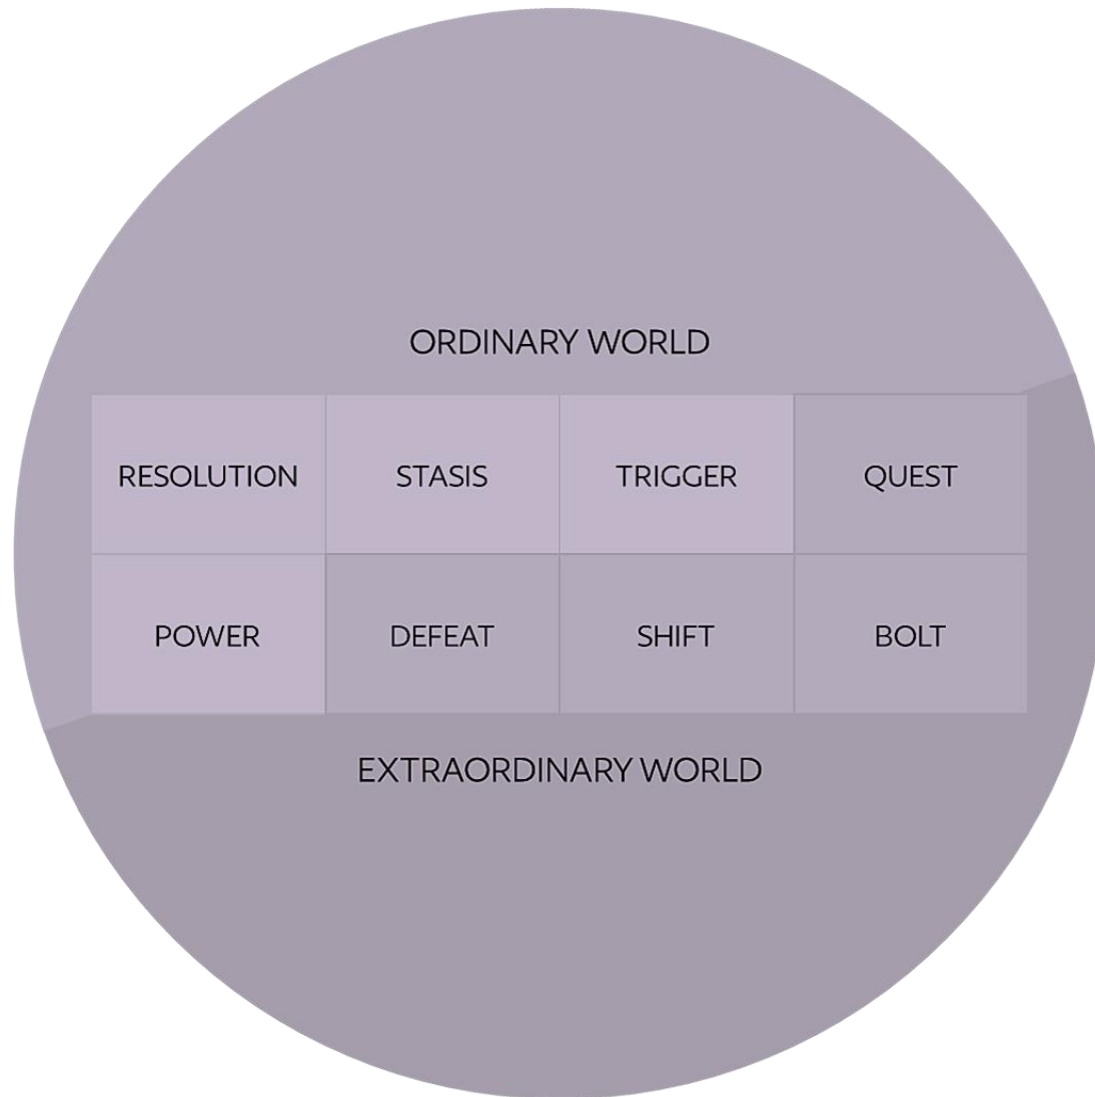 ORDINARY WORLD
RESOLUTION STASIS TRIGGER QUEST
POWER DEFEAT SHIFT BOLT
EXTRAORDINARY WORLD